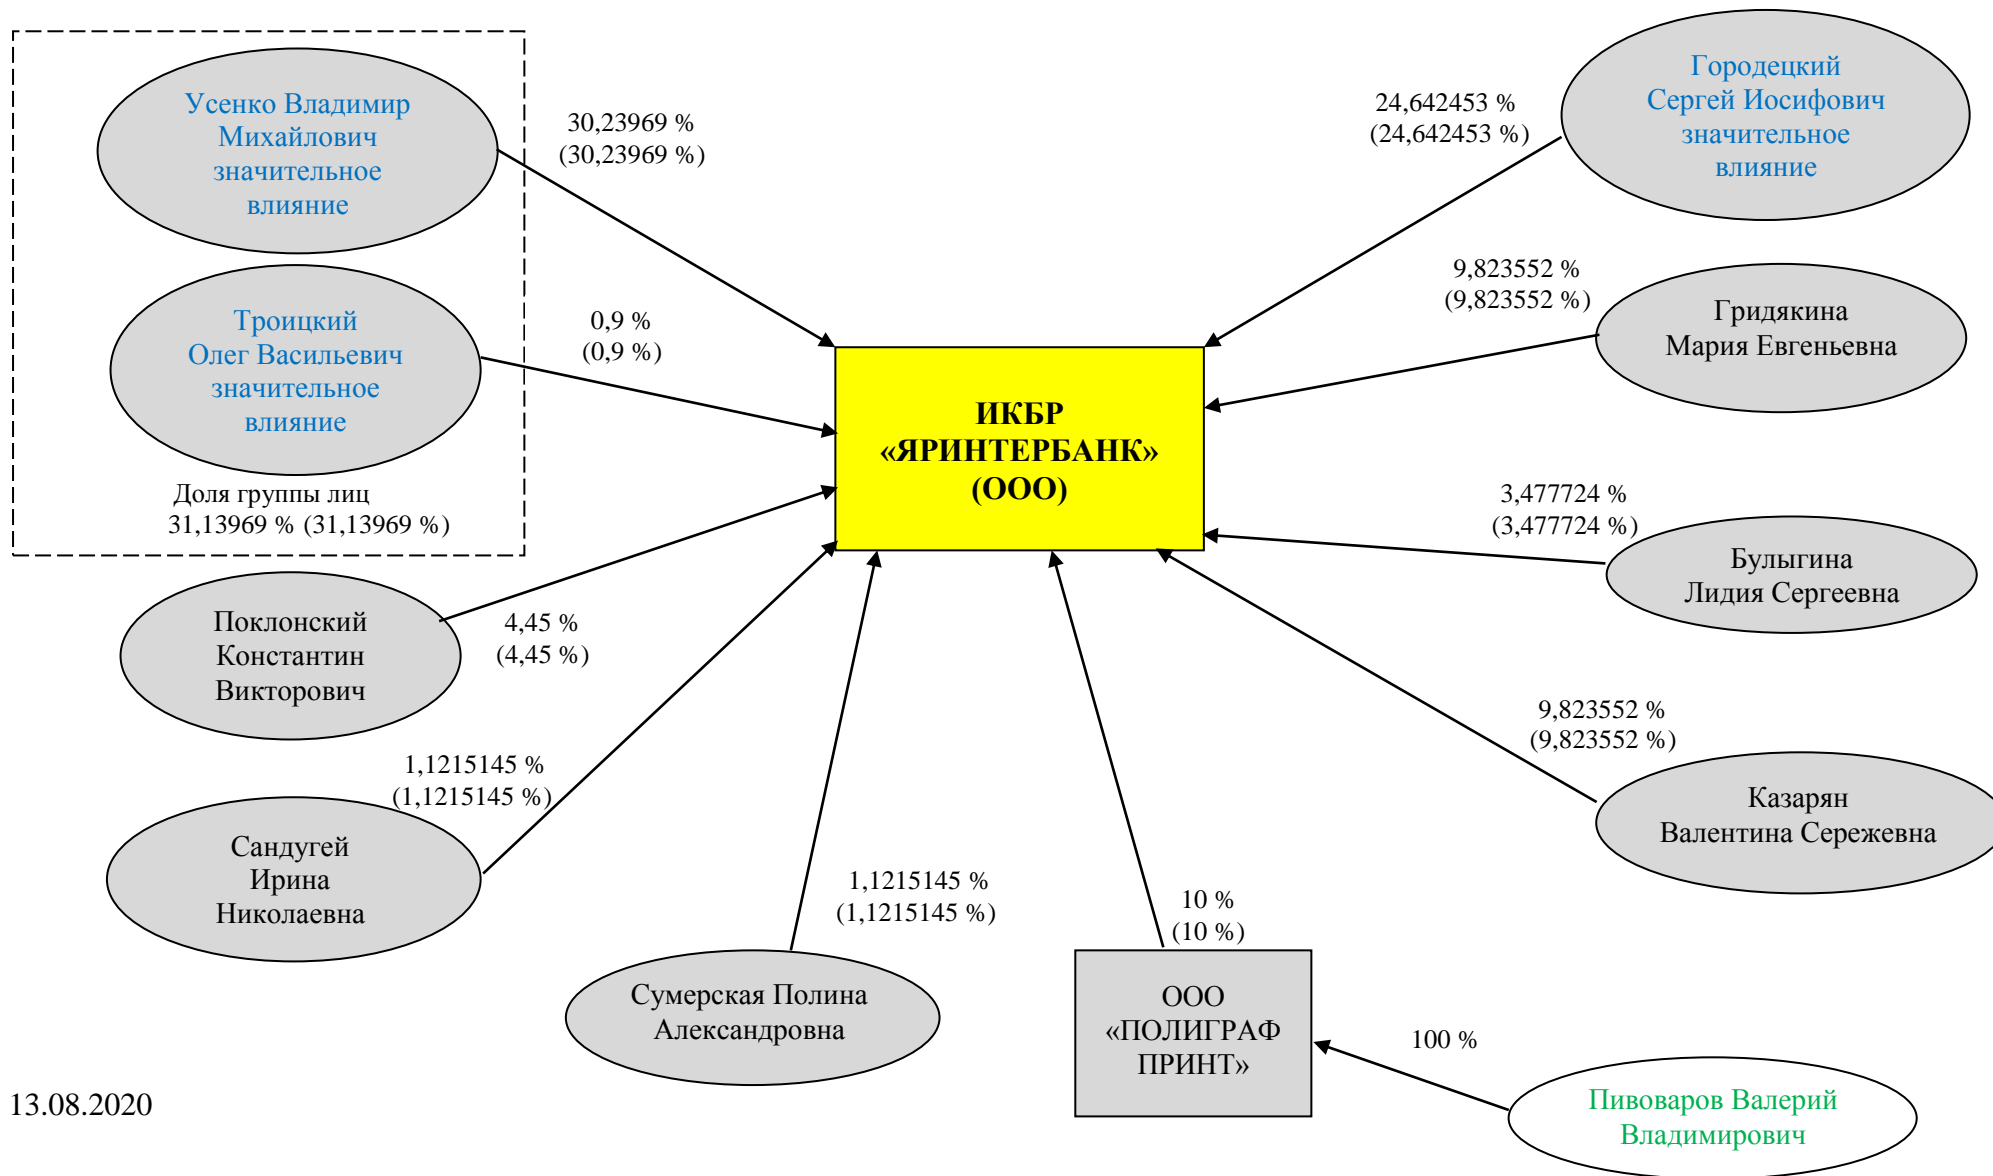 Усенко Владимир
Михайлович
значительное
влияние
30,23969 %
(30,23969 %)
24,642453 %
(24,642453 %)
Городецкий
Сергей Иосифович
значительное
влияние
Троицкий
Олег Васильевич
значительное
влияние
0,9 %
(0,9 %)
9,823552 %
(9,823552 %)
Гридякина
Мария Евгеньевна
Доля группы лиц
31,13969 % (31,13969 %)
ИКБР
«ЯРИНТЕРБАНК»
(ООО)
3,477724 %
(3,477724 %)
Булыгина
Лидия Сергеевна
Поклонский
Константин
Викторович
4,45 %
(4,45 %)
9,823552 %
(9,823552 %)
Казарян
Валентина Сережевна
1,1215145 %
(1,1215145 %)
Сандугей
Ирина
Николаевна
1,1215145 %
(1,1215145 %)
Сумерская Полина
Александровна
10 %
(10 %)
ООО
«ПОЛИГРАФ
ПРИНТ»
100 %
Пивоваров Валерий
Владимирович
13.08.2020